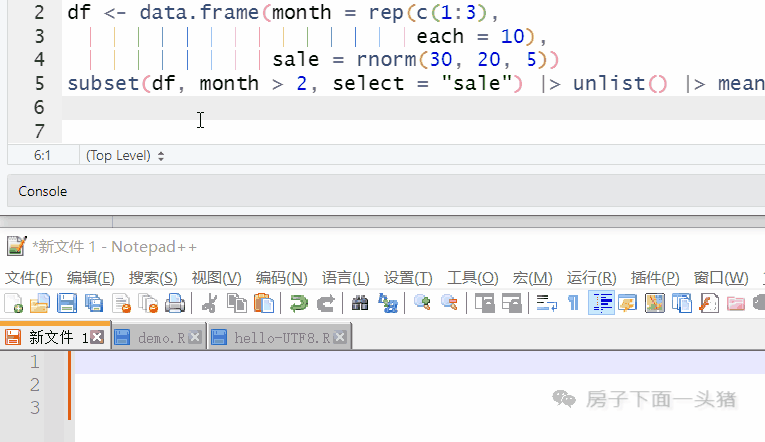 2 df <- data.frame(month = rep(c(1:3),
3 each = 10),
4 sale = rnorm(30, 20, 5))
5 subset(df, month > 2, select = "sale") |> unlist() |> mean
6
7
6:1 (Top Level)
Console
*新文件 1 - Notepad++
文件(F) 编辑(E) 搜索(S) 视图(V) 编码(N) 语言(L) 设置(T) 工具(O) 宏(M) 运行(R) 插件(P) 窗口(W)
新文件 1 demo.R hello-UTF8.R
1
2
3
房子下面一头猪